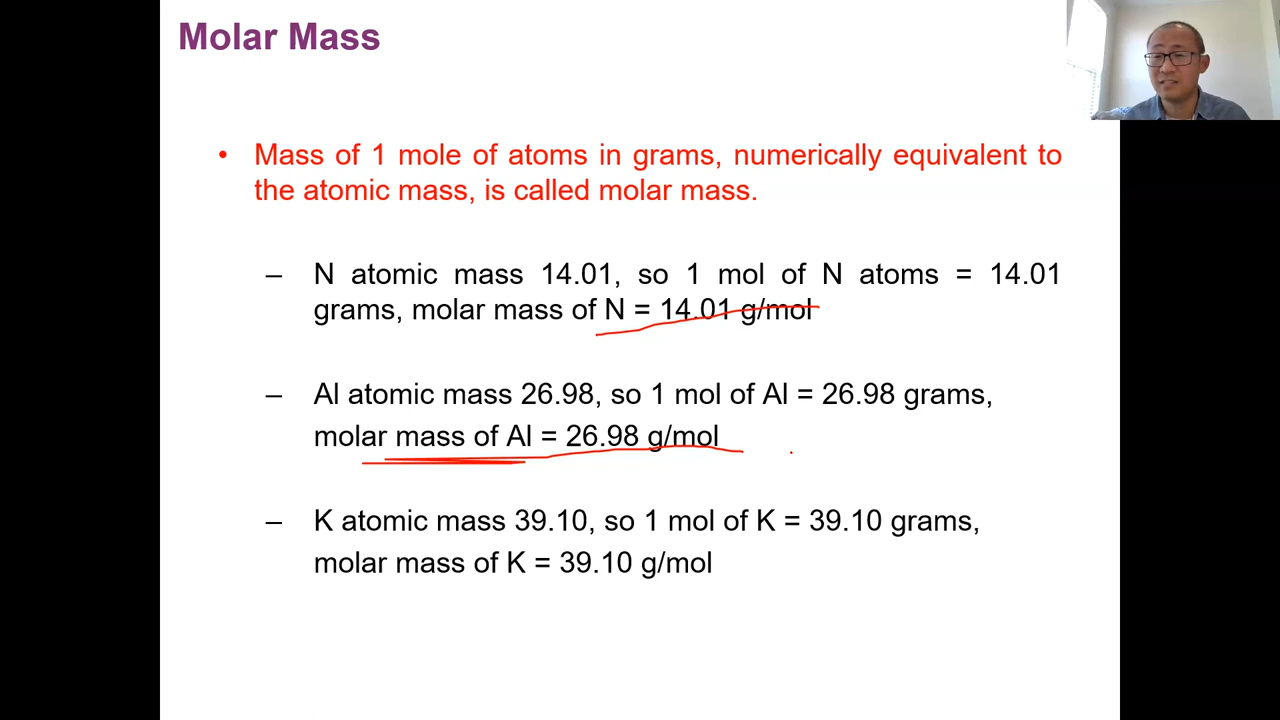 Molar Mass
• Mass of 1 mole of atoms in grams, numerically equivalent to
the atomic mass, is called molar mass.
– N atomic mass 14.01, so 1 mol of N atoms = 14.01
grams, molar mass of N = 14.01 g/mol
– Al atomic mass 26.98, so 1 mol of Al = 26.98 grams,
molar mass of Al = 26.98 g/mol
– K atomic mass 39.10, so 1 mol of K = 39.10 grams,
molar mass of K = 39.10 g/mol